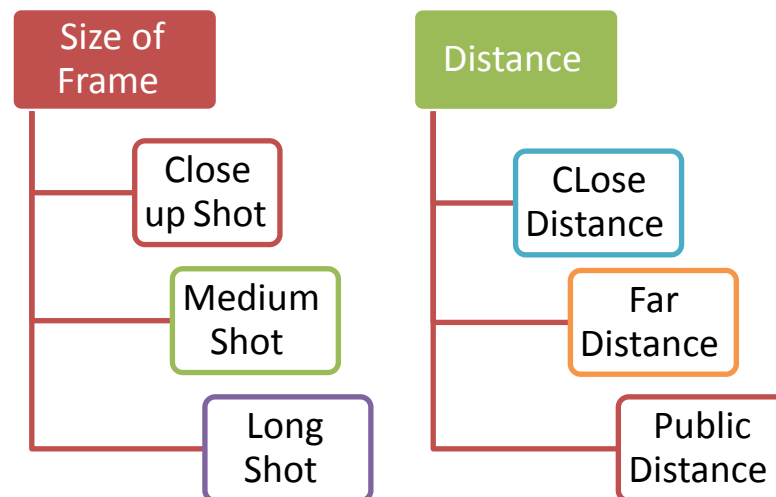 Size of
Frame
Close
up Shot
Medium
Shot
Long
Shot
Distance
CLose
Distance
Far
Distance
Public
Distance